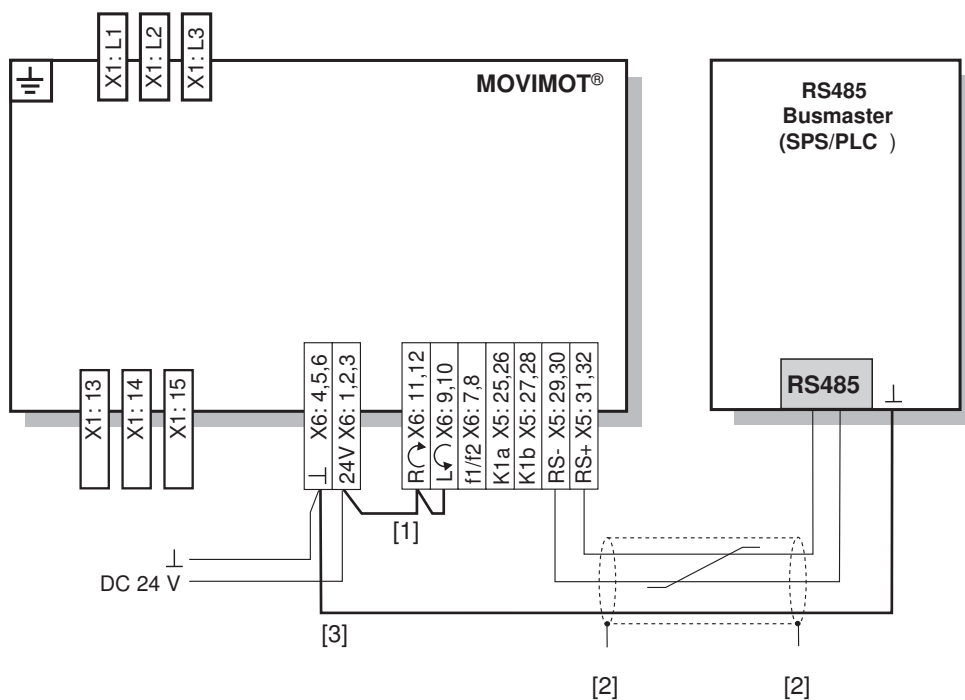 X1: L1
X1: L2
X1: L3
MOVIMOT®
RS485
Busmaster
(SPS/PLC )
X1: 13
X1: 14
X1: 15
⊥ X6: 4,5,6
24V X6: 1,2,3
R X6: 11,12
L X6: 9,10
f1/f2 X6: 7,8
K1a X5: 25,26
K1b X5: 27,28
RS- X5: 29,30
RS+ X5: 31,32
RS485
⊥
[1]
⊥
DC 24 V
[3]
[2]
[2]